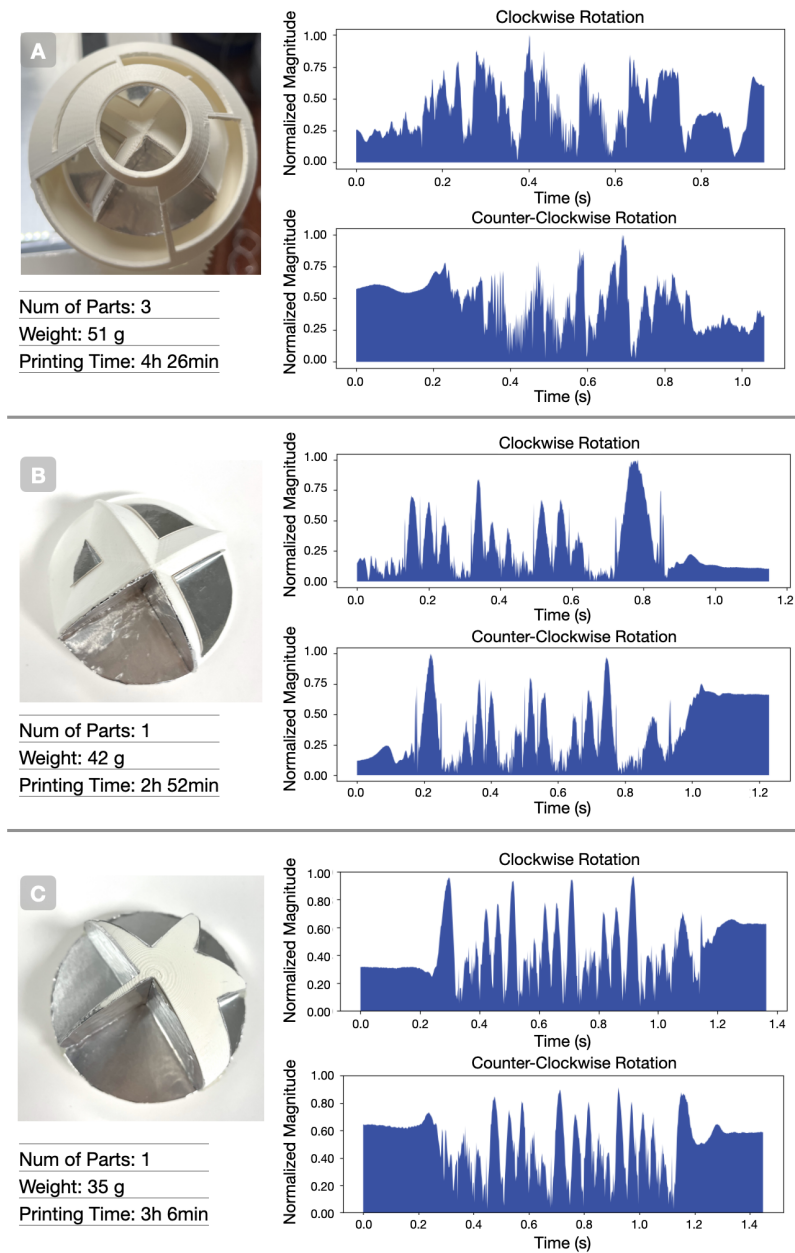 A
Clockwise Rotation
Normalized Magnitude
1.00
0.75
0.50
0.25
0.00
0.0 0.2 0.4 0.6 0.8
Time (s)
Counter-Clockwise Rotation
Normalized Magnitude
1.00
0.75
0.50
0.25
0.00
0.0 0.2 0.4 0.6 0.8 1.0
Time (s)
Num of Parts: 3
Weight: 51 g
Printing Time: 4h 26min
B
Clockwise Rotation
Normalized Magnitude
1.00
0.75
0.50
0.25
0.00
0.0 0.2 0.4 0.6 0.8 1.0 1.2
Time (s)
Counter-Clockwise Rotation
Normalized Magnitude
1.00
0.75
0.50
0.25
0.00
0.0 0.2 0.4 0.6 0.8 1.0 1.2
Time (s)
Num of Parts: 1
Weight: 42 g
Printing Time: 2h 52min
C
Clockwise Rotation
Normalized Magnitude
1.00
0.80
0.60
0.40
0.20
0.00
0.0 0.2 0.4 0.6 0.8 1.0 1.2 1.4
Time (s)
Counter-Clockwise Rotation
Normalized Magnitude
1.00
0.80
0.60
0.40
0.20
0.00
0.0 0.2 0.4 0.6 0.8 1.0 1.2 1.4
Time (s)
Num of Parts: 1
Weight: 35 g
Printing Time: 3h 6min